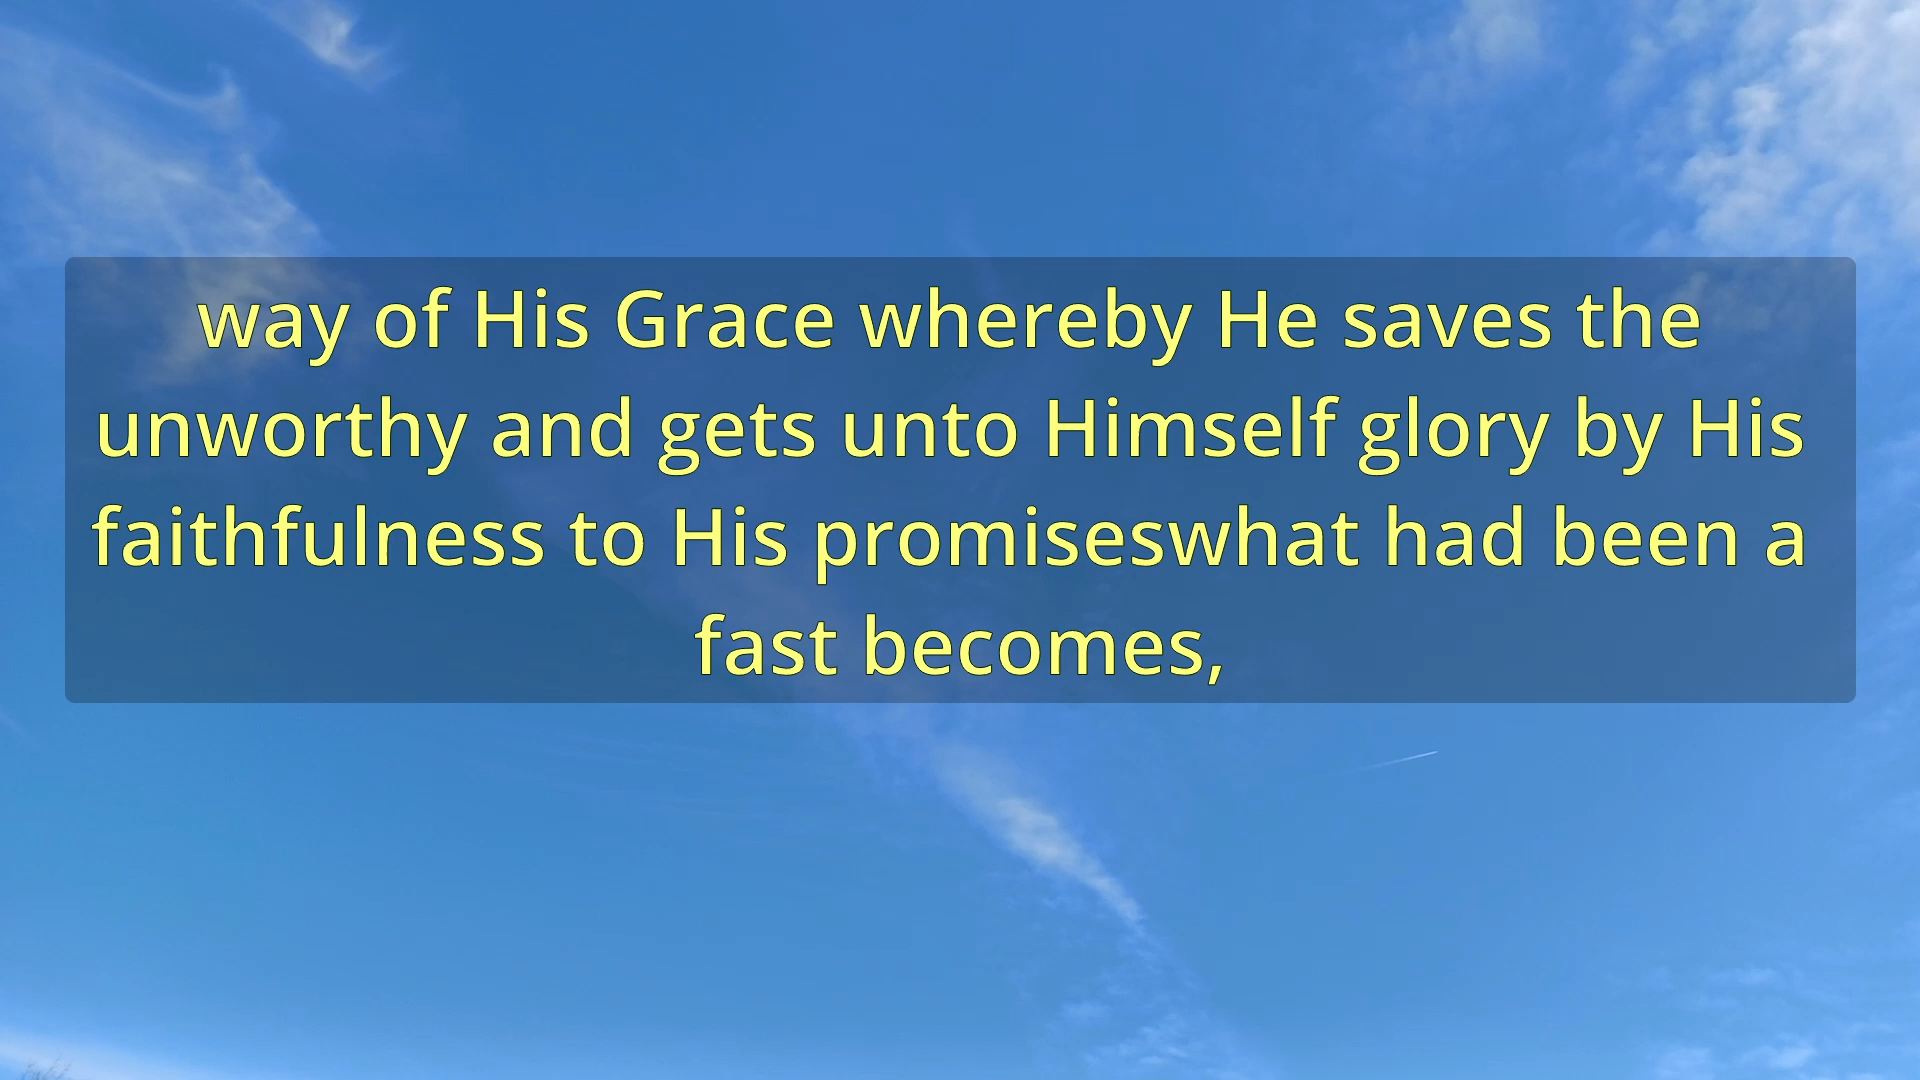 way of His Grace whereby He saves the
unworthy and gets unto Himself glory by His
faithfulness to His promiseswhat had been a
fast becomes,